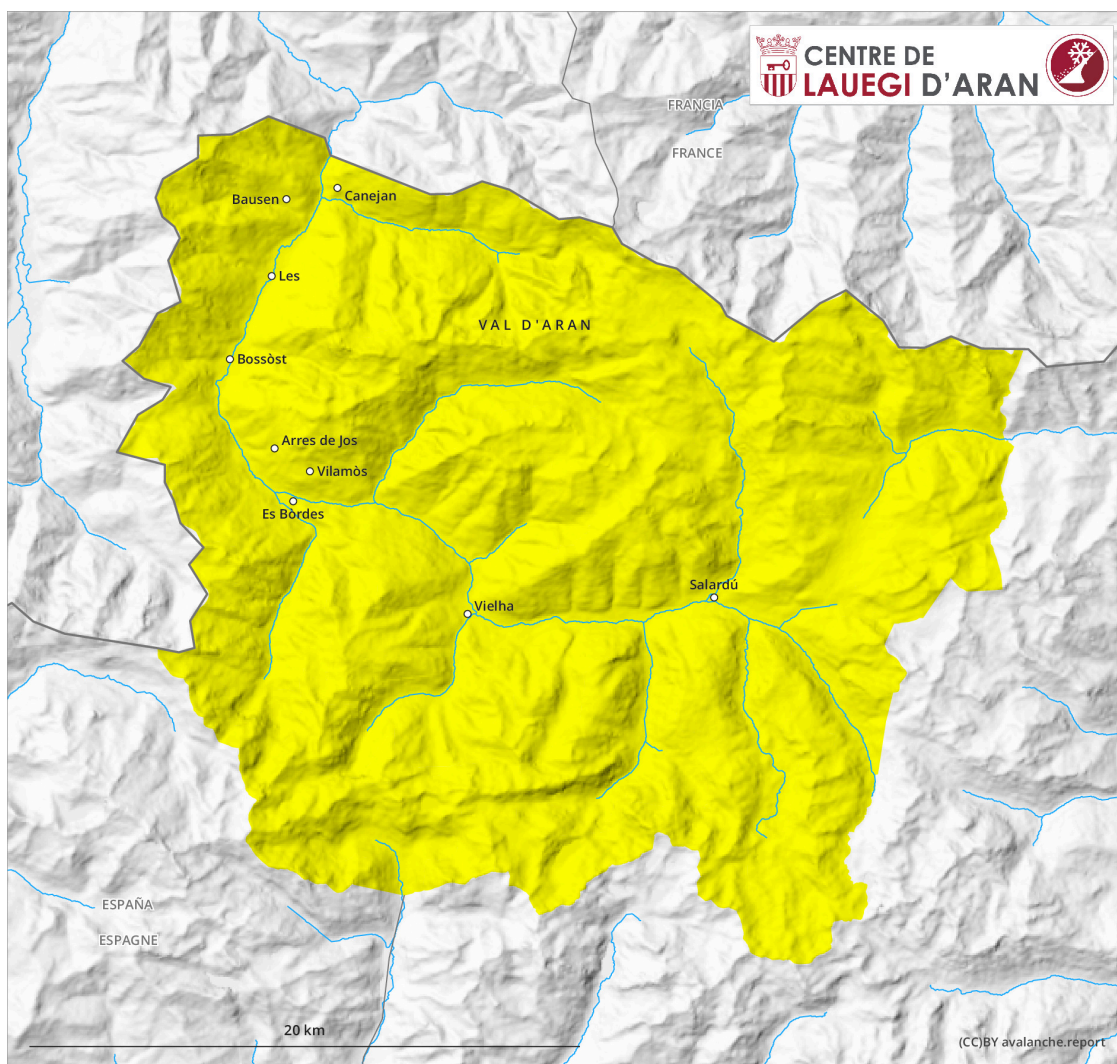 CENTRE DE
LAUEGI D'ARAN
FRANCIA
FRANCE
Bausen
Canejan
Les
VAL D'ARAN
Bossòst
Arres de Jos
Vilamòs
Es Bòrdes
Salardú
Vielha
ESPAÑA
ESPAGNE
20 km
(CC)BY avalanche.report